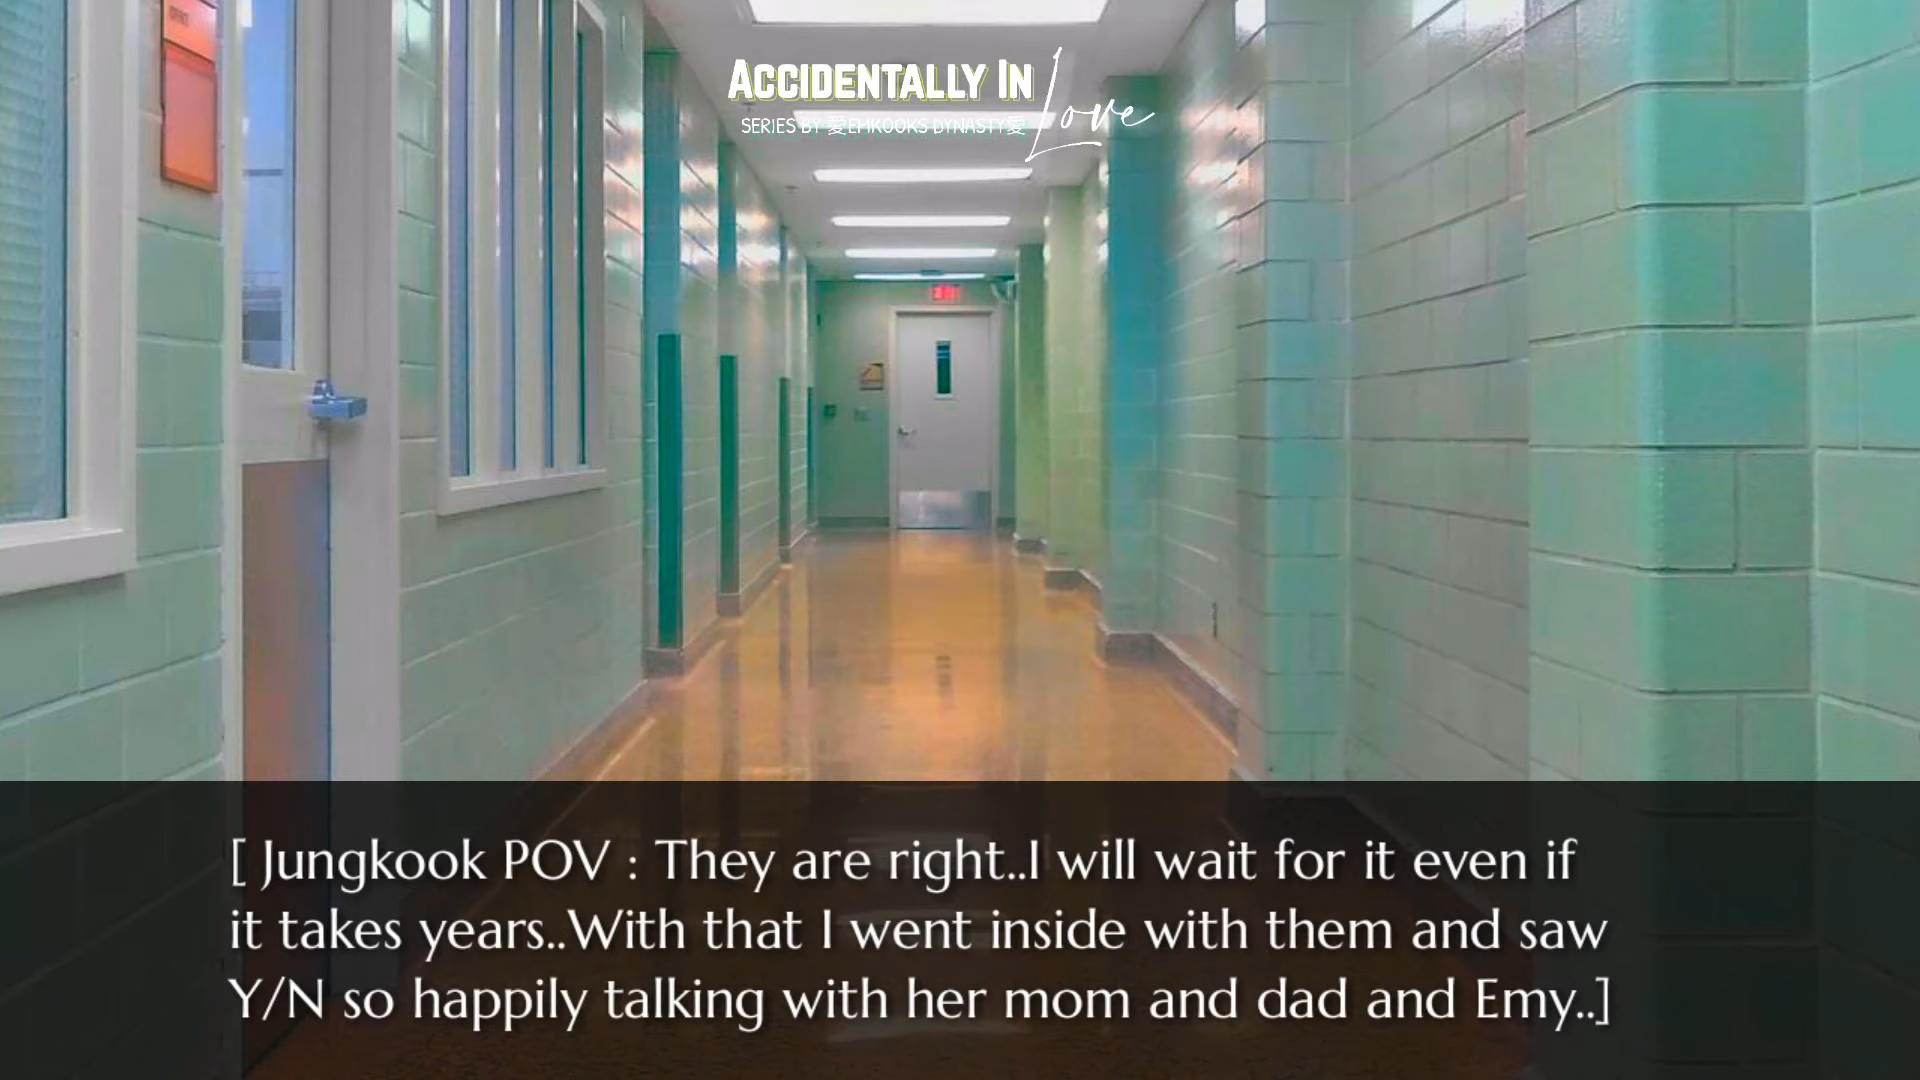 ACCIDENTALLY IN Love
SERIES BY 愛EMKOOKS DYNASTY愛
[ Jungkook POV : They are right..I will wait for it even if
it takes years..With that I went inside with them and saw
Y/N so happily talking with her mom and dad and Emy..]